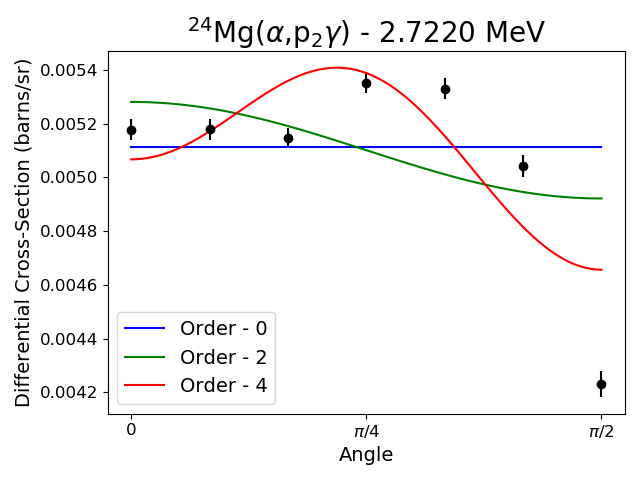 ²⁴Mg(α,p₂γ) - 2.7220 MeV
Differential Cross-Section (barns/sr)
0.0054
0.0052
0.0050
0.0048
0.0046
0.0044
0.0042
Order - 0
Order - 2
Order - 4
0
π/4
π/2
Angle